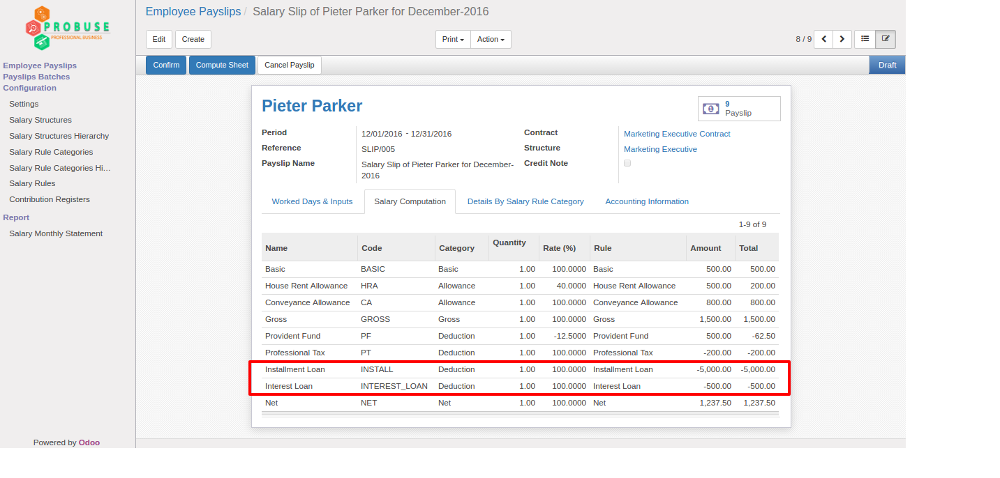 PROBUSE
PROFESSIONAL BUSINESS
Employee Payslips
Payslips Batches
Configuration
Settings
Salary Structures
Salary Structures Hierarchy
Salary Rule Categories
Salary Rule Categories Hi...
Salary Rules
Contribution Registers
Report
Salary Monthly Statement
Powered by Odoo
Employee Payslips / Salary Slip of Pieter Parker for December-2016
Edit Create Print Action 8 / 9
Confirm Compute Sheet Cancel Payslip Draft
Pieter Parker
1
9
Payslip
Period 12/01/2016 - 12/31/2016 Contract Marketing Executive Contract
Reference SLIP/005 Structure Marketing Executive
Payslip Name Salary Slip of Pieter Parker for December- Credit Note
2016
Worked Days & Inputs Salary Computation Details By Salary Rule Category Accounting Information
1-9 of 9
Name Code Category Quantity Rate (%) Rule Amount Total
Basic BASIC Basic 1.00 100.0000 Basic 500.00 500.00
House Rent Allowance HRA Allowance 1.00 40.0000 House Rent Allowance 500.00 200.00
Conveyance Allowance CA Allowance 1.00 100.0000 Conveyance Allowance 800.00 800.00
Gross GROSS Gross 1.00 100.0000 Gross 1,500.00 1,500.00
Provident Fund PF Deduction 1.00 -12.5000 Provident Fund 500.00 -62.50
Professional Tax PT Deduction 1.00 100.0000 Professional Tax -200.00 -200.00
Installment Loan INSTALL Deduction 1.00 100.0000 Installment Loan -5,000.00 -5,000.00
Interest Loan INTEREST_LOAN Deduction 1.00 100.0000 Interest Loan -500.00 -500.00
Net NET Net 1.00 100.0000 Net 1,237.50 1,237.50